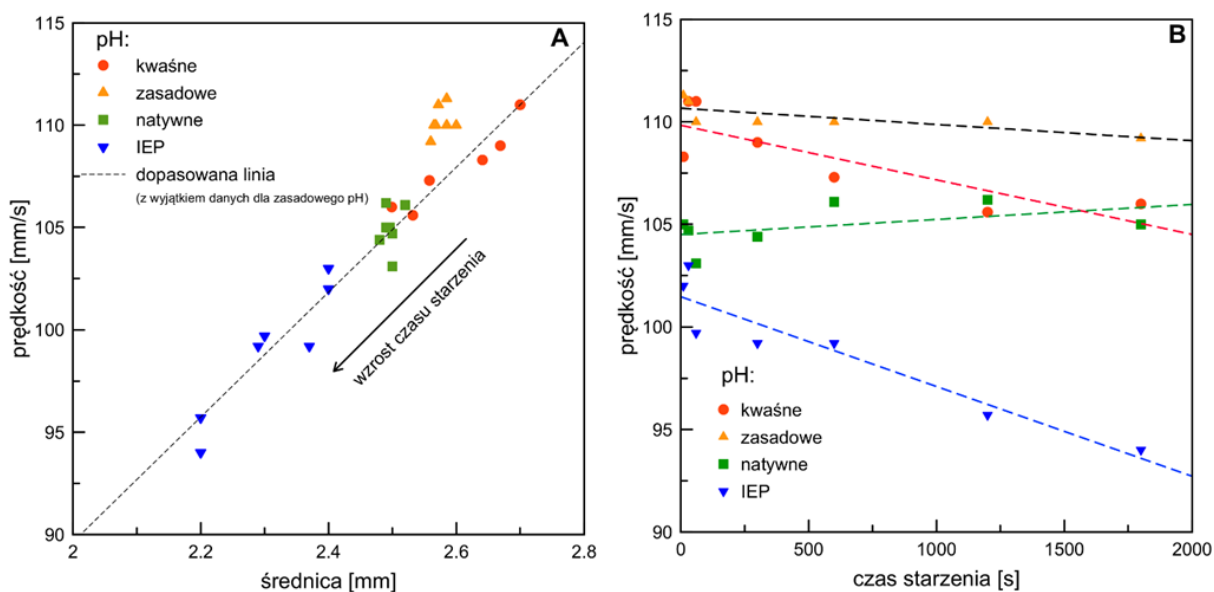 A
pH:
kwaśne
zasadowe
natywne
IEP
dopasowana linia
(z wyjątkiem danych dla zasadowego pH)
wzrost czasu starzenia
prędkość [mm/s]
115
110
105
100
95
90
2
2.2
2.4
2.6
2.8
średnica [mm]
B
pH:
kwaśne
zasadowe
natywne
IEP
prędkość [mm/s]
115
110
105
100
95
90
0
500
1000
1500
2000
czas starzenia [s]